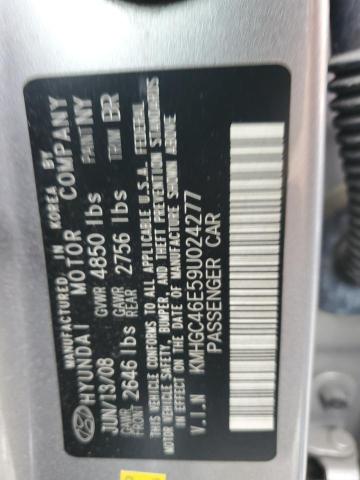 MANUFACTURED IN KOREA BY
HYUNDAI MOTOR COMPANY
JUN/13/08 GVWR 4850 lbs PAINT NY
GAWR FRONT 2646 lbs GAWR REAR 2756 lbs TRIM BR
THIS VEHICLE CONFORMS TO ALL APPLICABLE U.S.A. FEDERAL
MOTOR VEHICLE SAFETY, BUMPER, AND THEFT PREVENTION STANDARDS
IN EFFECT ON THE DATE OF MANUFACTURE SHOWN ABOVE
V.I.N KMHGC46E59U024277
PASSENGER CAR